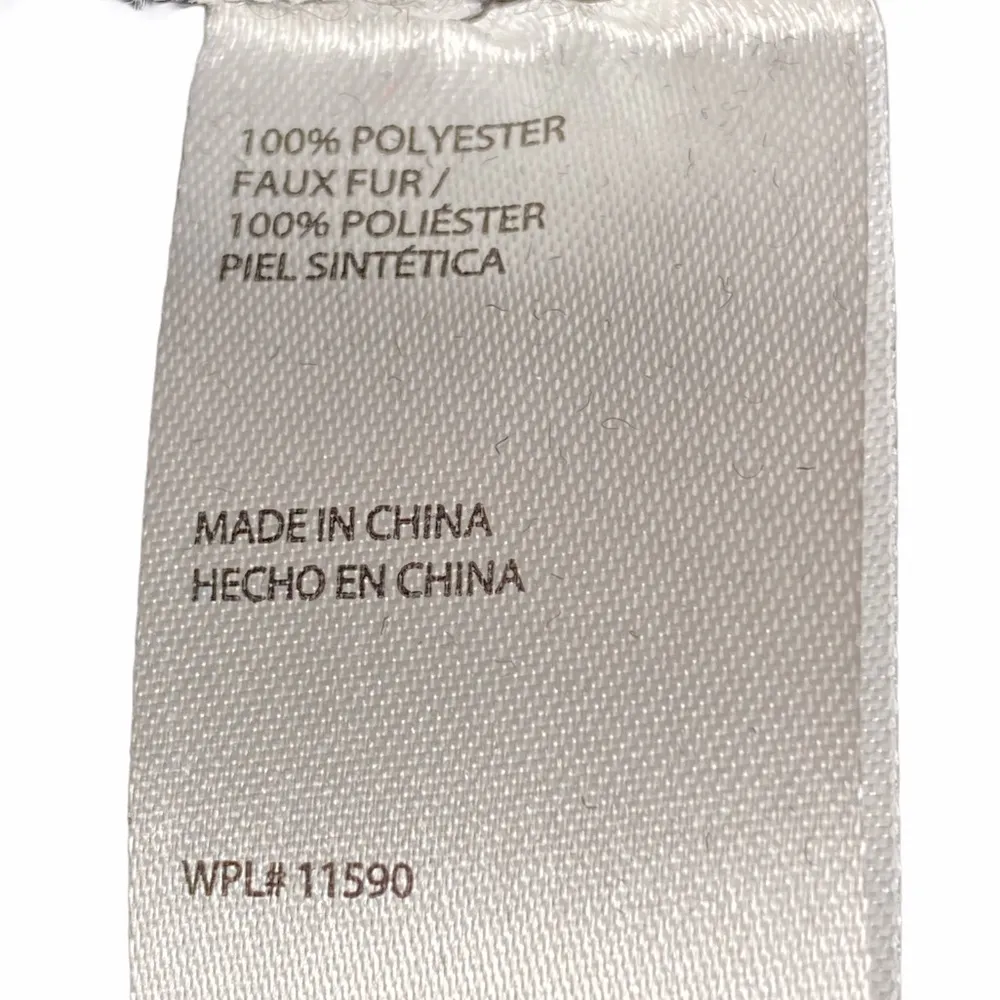 100% POLYESTER
FAUX FUR /
100% POLIÉSTER
PIEL SINTÉTICA
MADE IN CHINA
HECHO EN CHINA
WPL# 11590